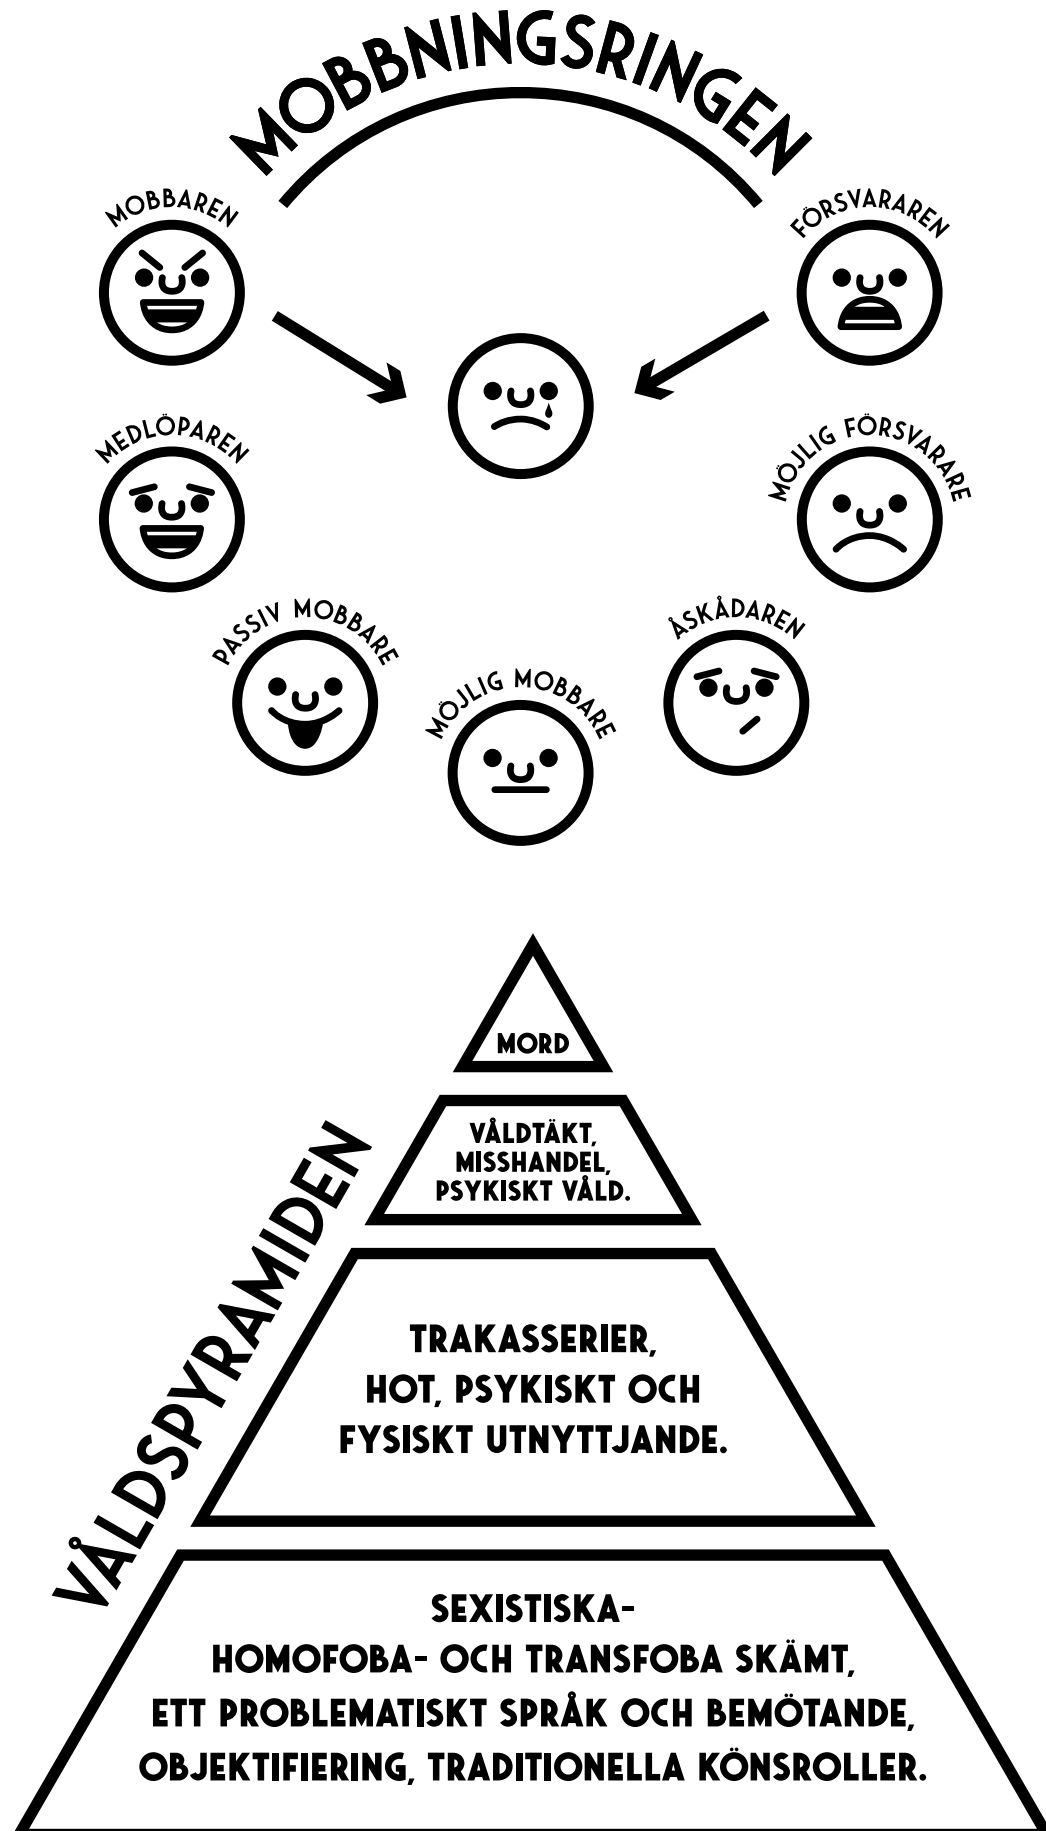 MOBBNINGSRINGEN
MOBBAREN
FÖRSVARAREN
MEDLÖPAREN
MÖJLIG FÖRSVARARE
PASSIV MOBBARE
MÖJLIG MOBBARE
ÅSKÅDAREN
VÅLDSPYRAMIDEN
MORD
VÅLDTÄKT,
MISSHANDEL,
PSYKISKT VÅLD.
TRAKASSERIER,
HOT, PSYKISKT OCH
FYSISKT UTNYTTJANDE.
SEXISTISKA-
HOMOFOBA- OCH TRANSFOBA SKÄMT,
ETT PROBLEMATISKT SPRÅK OCH BEMÖTANDE,
OBJEKTIFIERING, TRADITIONELLA KÖNSROLLER.